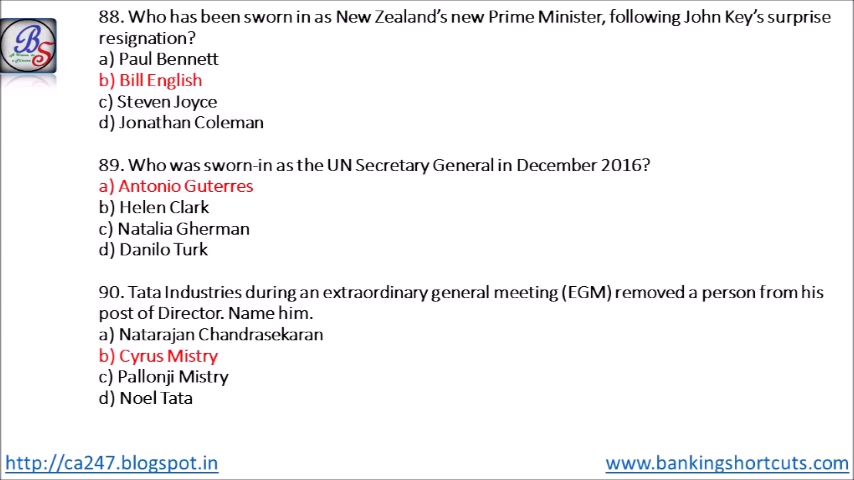 BS
88. Who has been sworn in as New Zealand's new Prime Minister, following John Key's surprise
resignation?
a) Paul Bennett
b) Bill English
c) Steven Joyce
d) Jonathan Coleman
89. Who was sworn-in as the UN Secretary General in December 2016?
a) Antonio Guterres
b) Helen Clark
c) Natalia Gherman
d) Danilo Turk
90. Tata Industries during an extraordinary general meeting (EGM) removed a person from his
post of Director. Name him.
a) Natarajan Chandrasekaran
b) Cyrus Mistry
c) Pallonji Mistry
d) Noel Tata
http://ca247.blogspot.in
www.bankingshortcuts.com